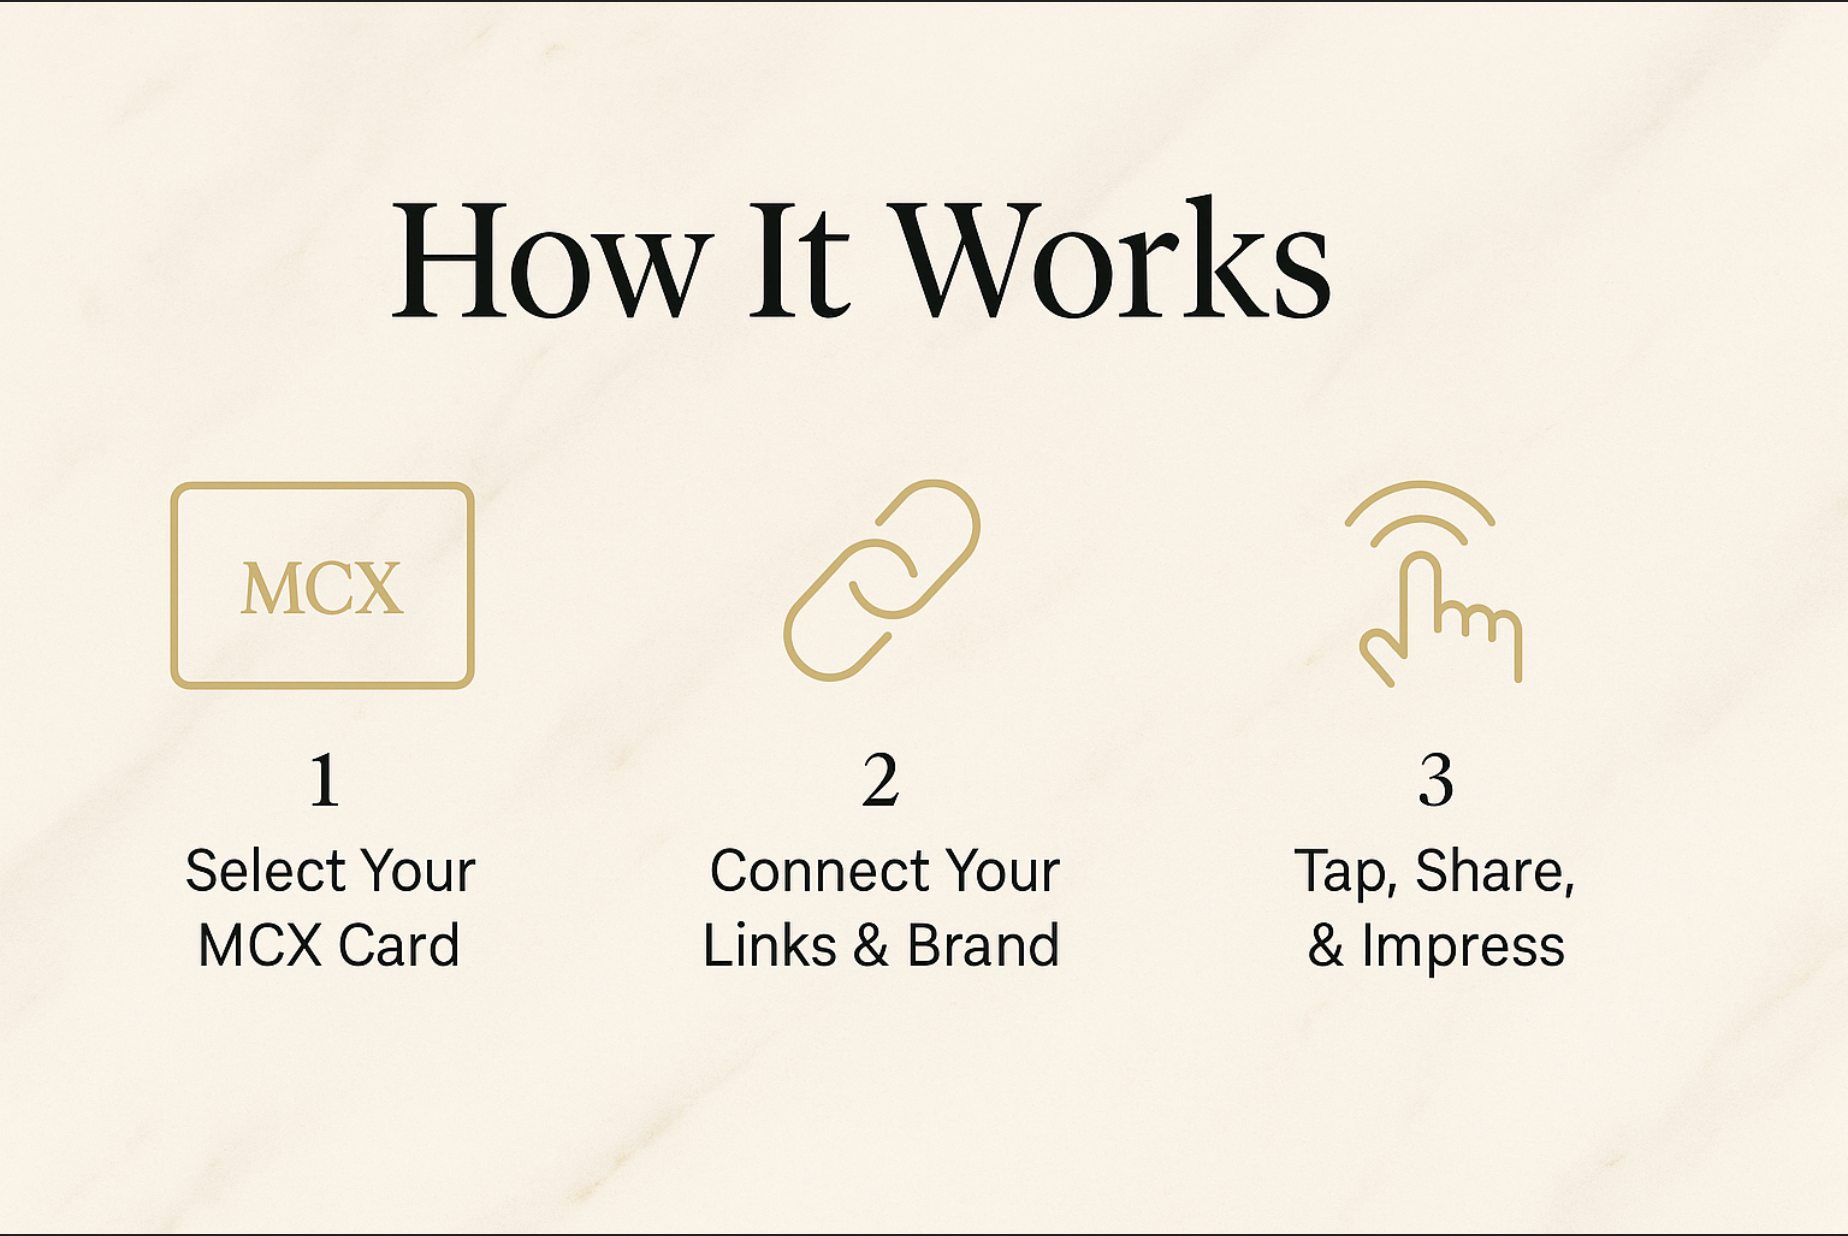 How It Works
MCX
1
Select Your
MCX Card
2
Connect Your
Links & Brand
3
Tap, Share,
& Impress